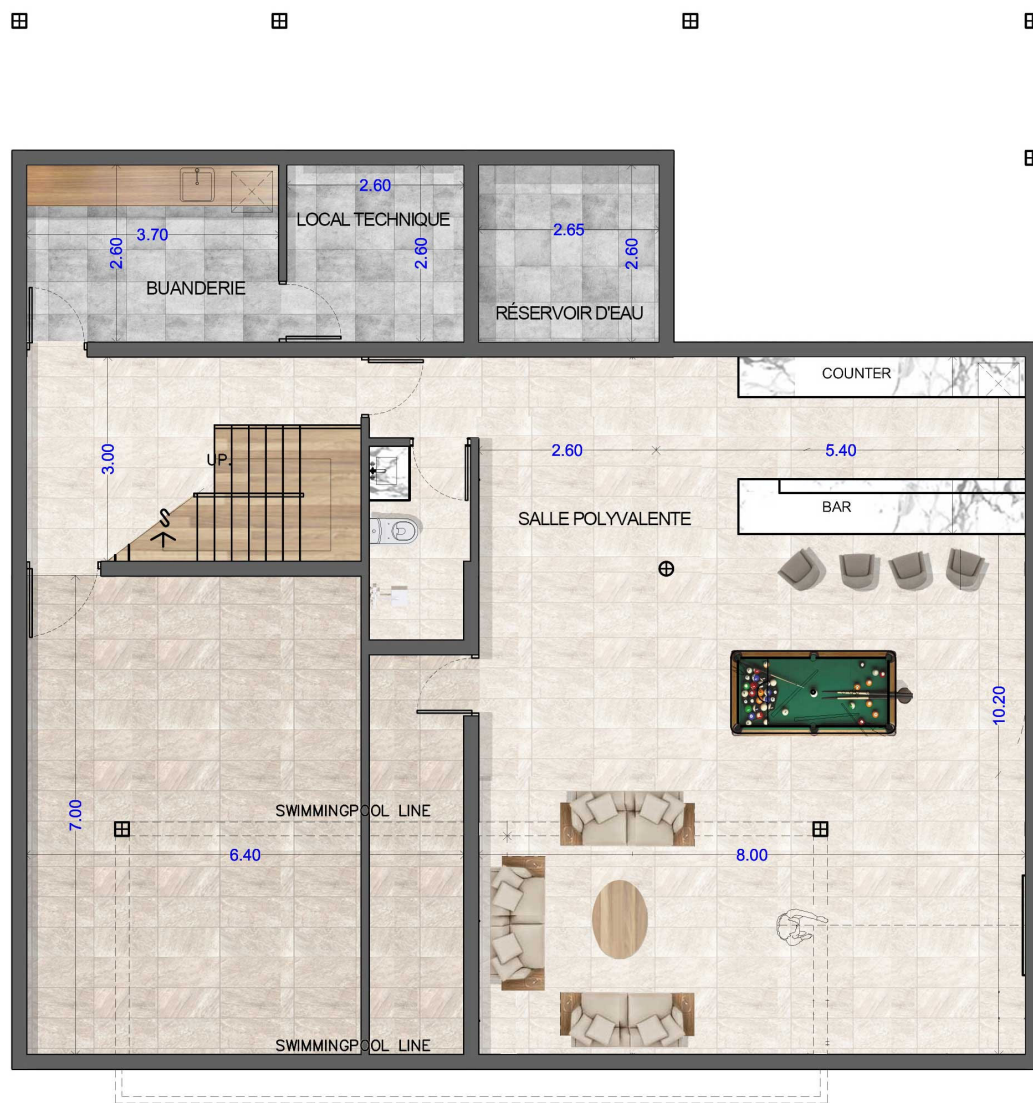 2.60
LOCAL TECHNIQUE
3.70
2.60
2.60
BUANDERIE
2.65
2.60
RÉSERVOIR D'EAU
COUNTER
3.00
UP.
2.60
5.40
SALLE POLYVALENTE
BAR
10.20
7.00
SWIMMINGPOOL LINE
6.40
8.00
SWIMMINGPOOL LINE